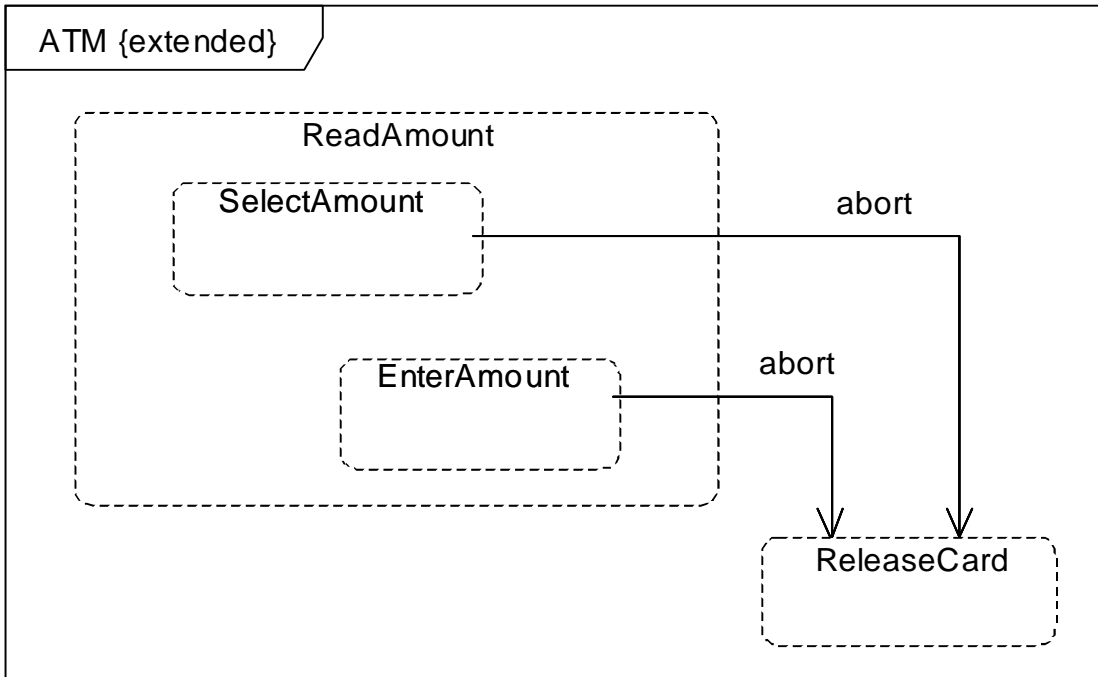 ATM {extended}
ReadAmount
SelectAmount
abort
EnterAmount
abort
ReleaseCard